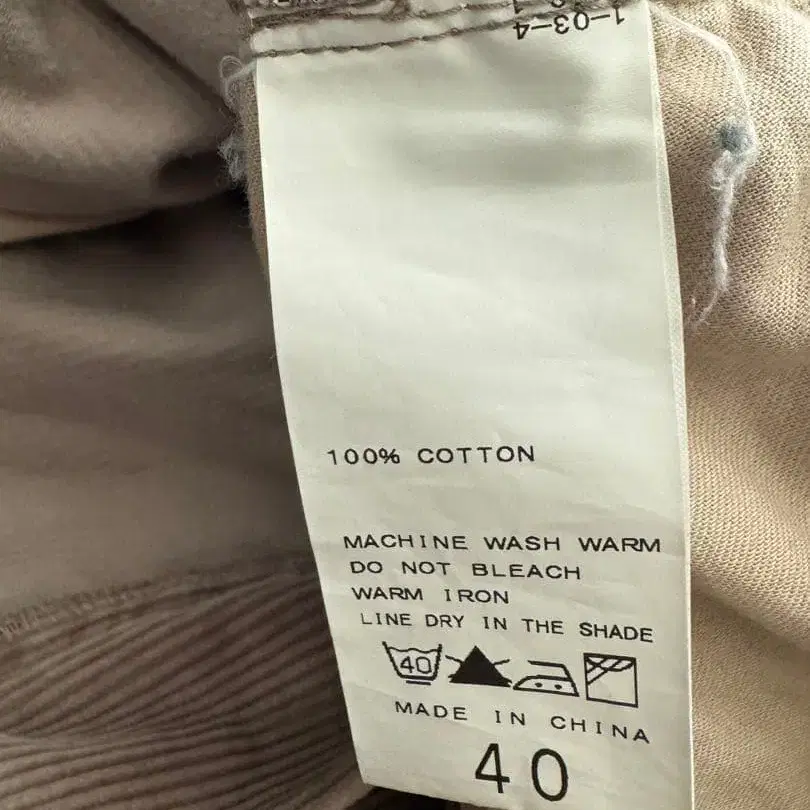 1-03-4
100% COTTON
MACHINE WASH WARM
DO NOT BLEACH
WARM IRON
LINE DRY IN THE SHADE
40
MADE IN CHINA
40